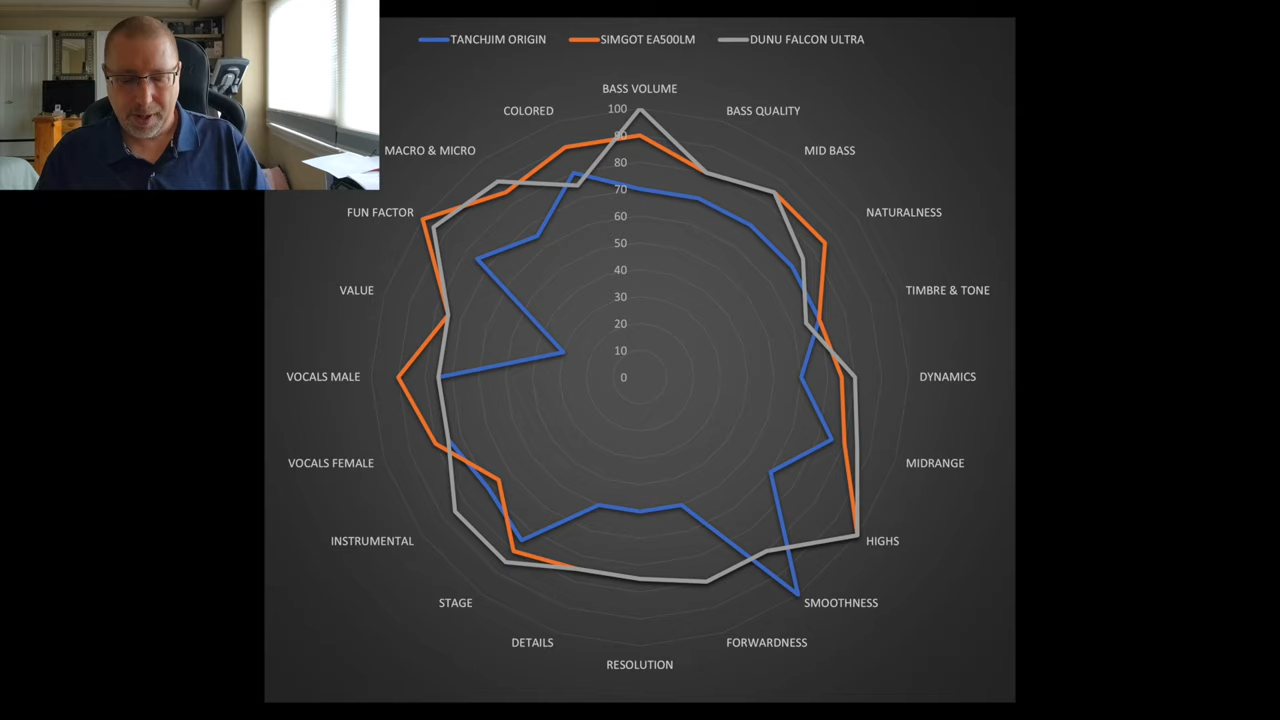 TANCHJIM ORIGIN
SIMGOT EA500LM
DUNU FALCON ULTRA
BASS VOLUME
BASS QUALITY
MID BASS
NATURALNESS
TIMBRE & TONE
DYNAMICS
MIDRANGE
HIGHS
SMOOTHNESS
FORWARDNESS
RESOLUTION
DETAILS
STAGE
INSTRUMENTAL
VOCALS FEMALE
VOCALS MALE
VALUE
FUN FACTOR
MACRO & MICRO
COLORED
100
90
80
70
60
50
40
30
20
10
0